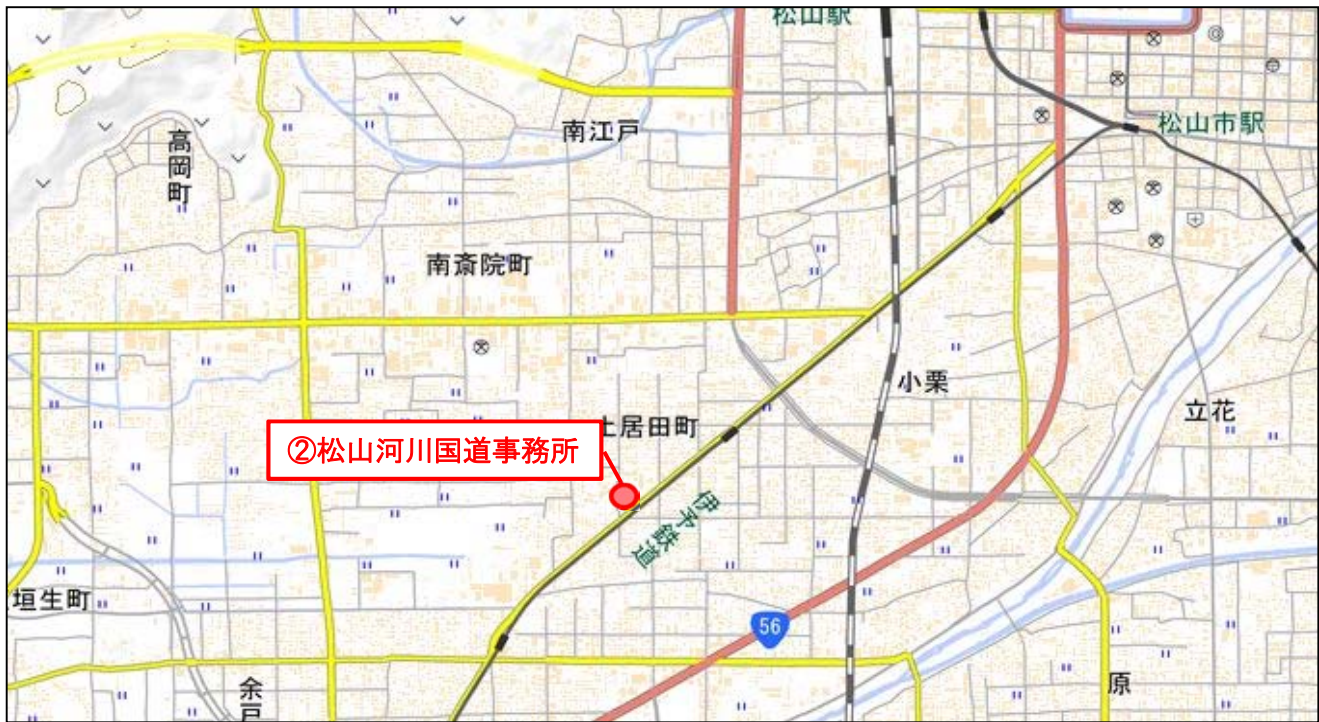 松山駅
松山市駅
南江戸
高岡町
南斎院町
小栗
立花
土居田町
②松山河川国道事務所
伊予鉄道
垣生町
56
余戸
原